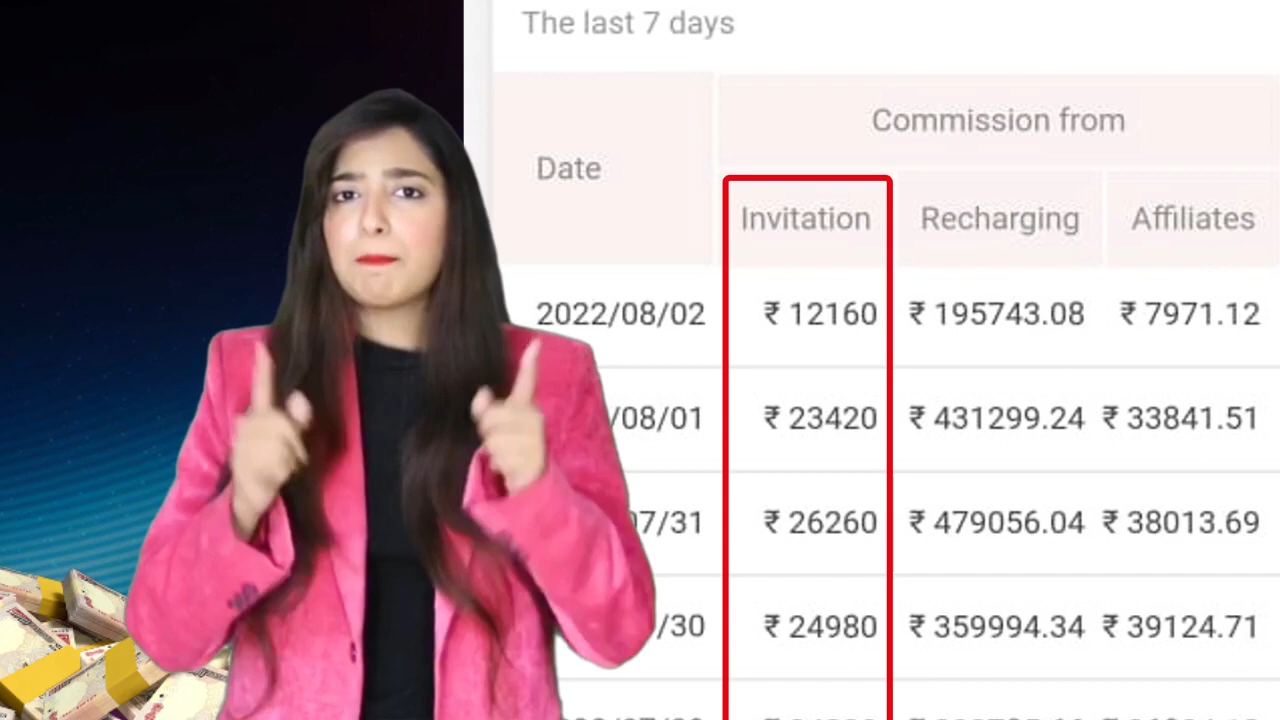 The last 7 days
Commission from
Date
Invitation Recharging Affiliates
2022/08/02 ₹ 12160 ₹ 195743.08 ₹ 7971.12
/08/01 ₹ 23420 ₹ 431299.24 ₹ 33841.51
07/31 ₹ 26260 ₹ 479056.04 ₹ 38013.69
/30 ₹ 24980 ₹ 359994.34 ₹ 39124.71